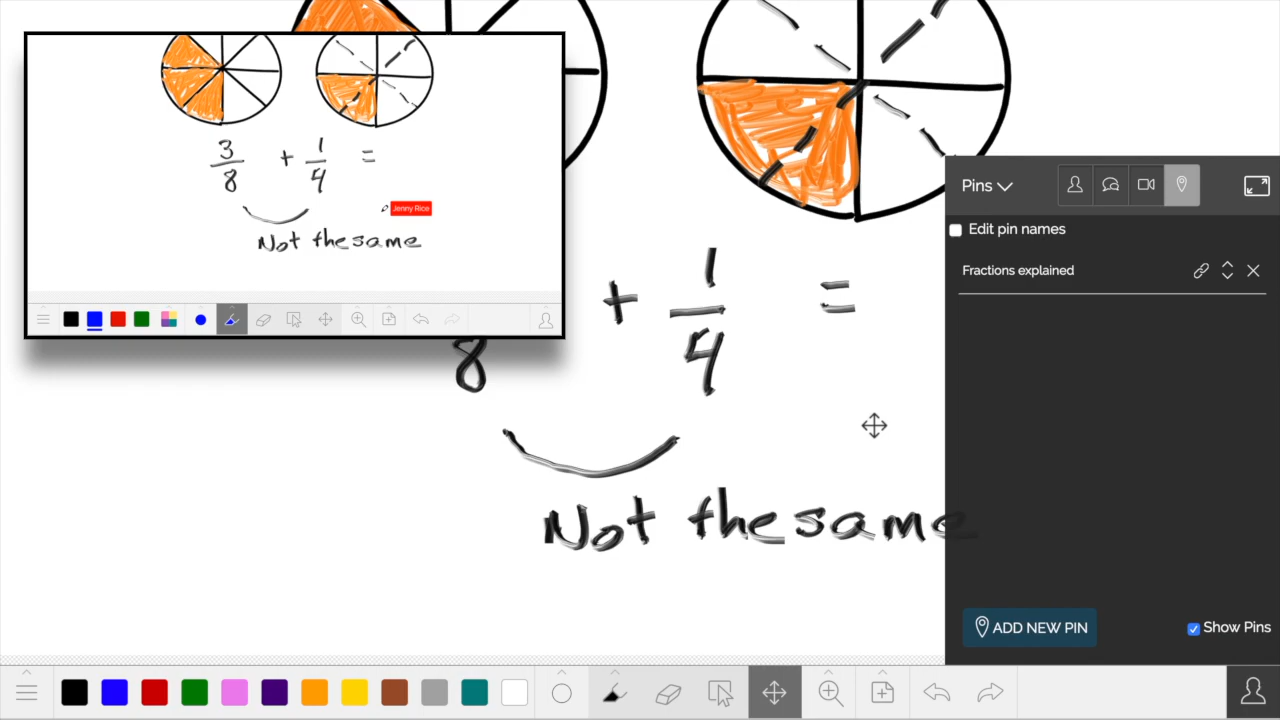 3 1
+ =
8 4
Jenny Rice
Not the same
1
+ =
8 4
Not the same
Pins
Edit pin names
Fractions explained
ADD NEW PIN
Show Pins